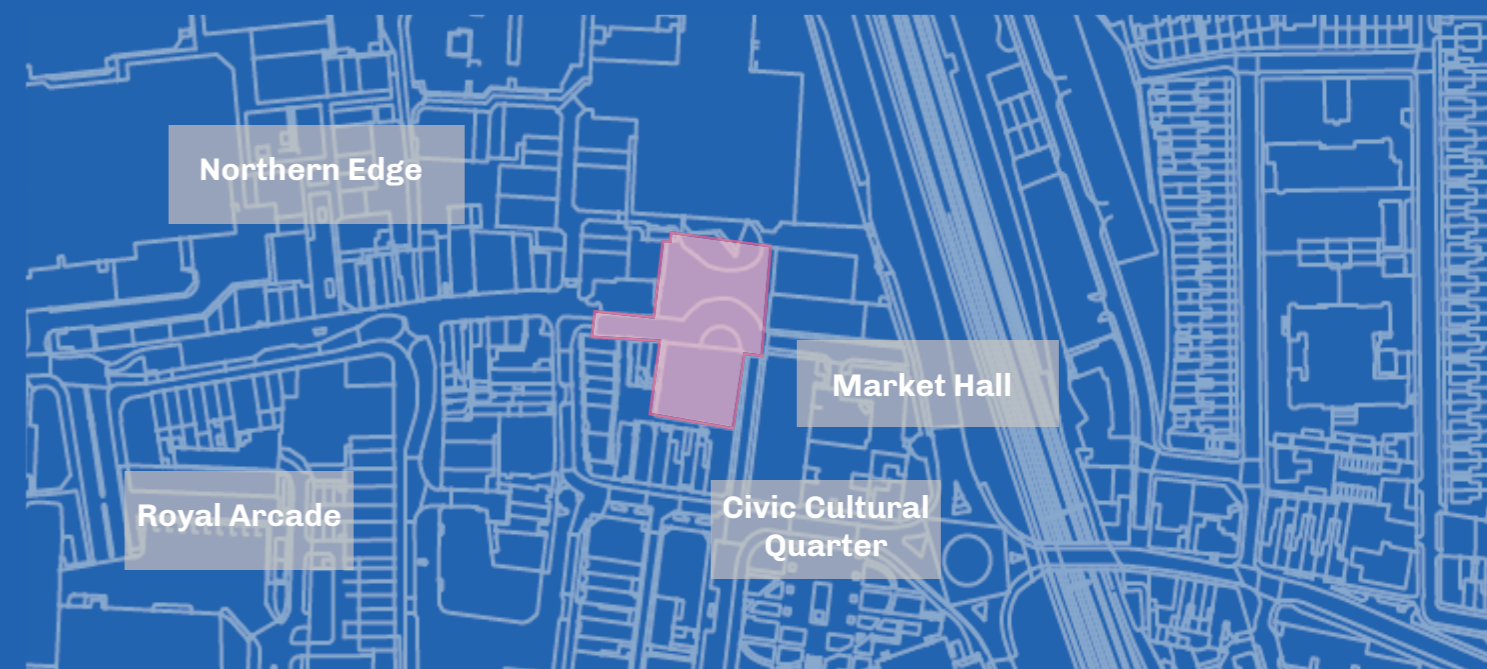 Northern Edge
Market Hall
Royal Arcade
Civic Cultural
Quarter